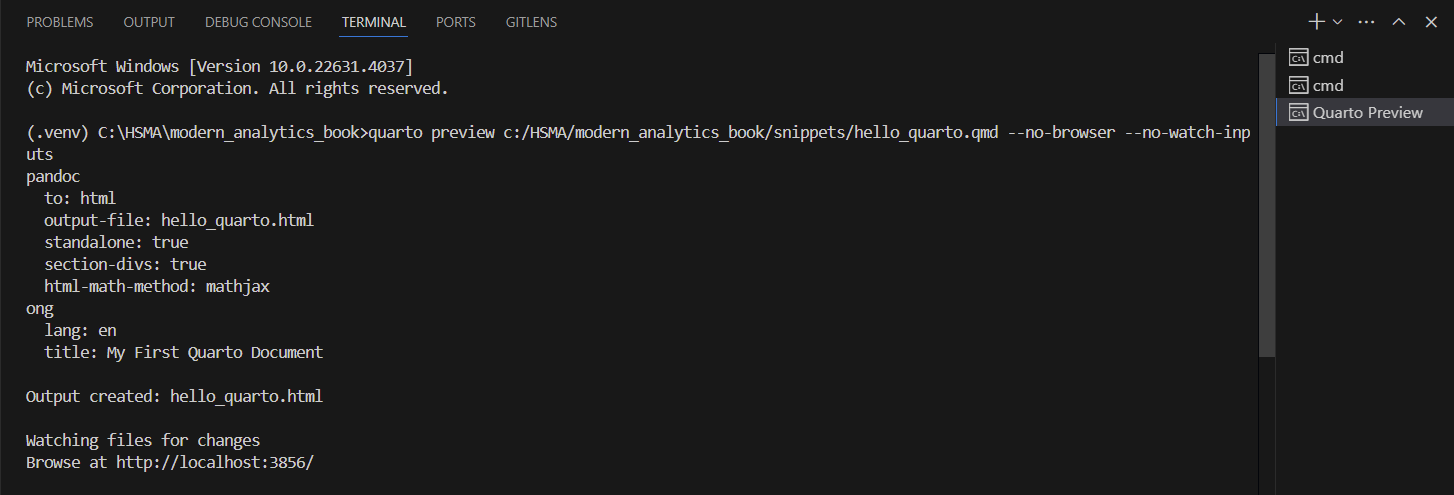 PROBLEMS OUTPUT DEBUG CONSOLE TERMINAL PORTS GITLENS
Microsoft Windows [Version 10.0.22631.4037]
(c) Microsoft Corporation. All rights reserved.
(.venv) C:\HSMA\modern_analytics_book>quarto preview c:/HSMA/modern_analytics_book/snippets/hello_quarto.qmd --no-browser --no-watch-inp
uts
pandoc
  to: html
  output-file: hello_quarto.html
  standalone: true
  section-divs: true
  html-math-method: mathjax
ong
  lang: en
  title: My First Quarto Document
Output created: hello_quarto.html
Watching files for changes
Browse at http://localhost:3856/
cmd
cmd
Quarto Preview